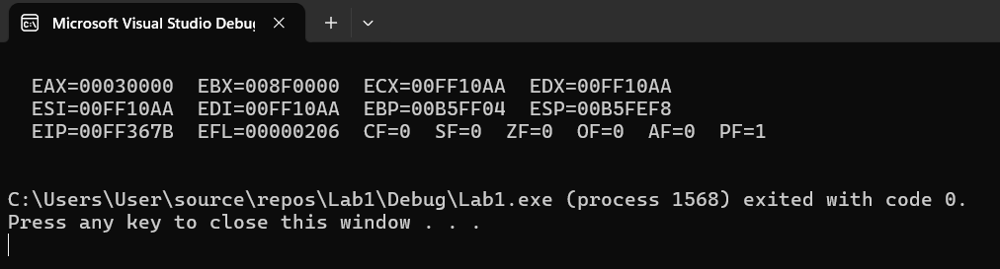 Microsoft Visual Studio Debug
EAX=00030000  EBX=008F0000  ECX=00FF10AA  EDX=00FF10AA
ESI=00FF10AA  EDI=00FF10AA  EBP=00B5FF04  ESP=00B5FEF8
EIP=00FF367B  EFL=00000206  CF=0  SF=0  ZF=0  OF=0  AF=0  PF=1
C:\Users\User\source\repos\Lab1\Debug\Lab1.exe (process 1568) exited with code 0.
Press any key to close this window . . .